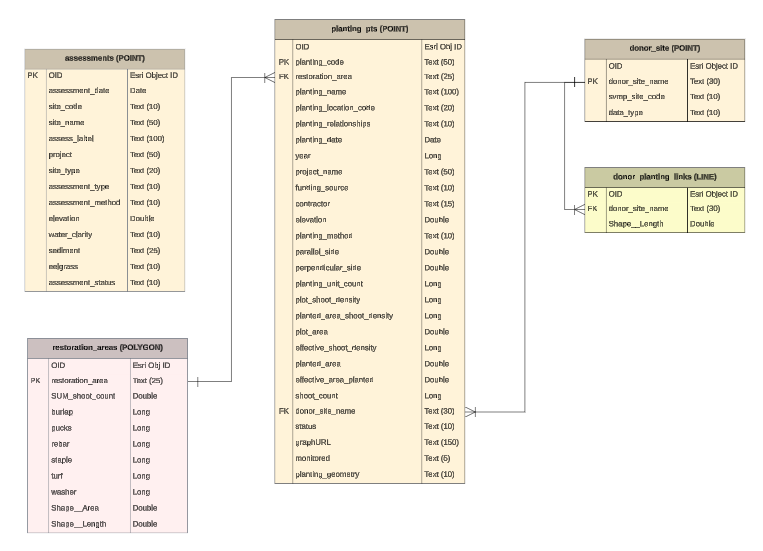 assessments (POINT)
PK OID Esri Object ID
assessment_date Date
site_code Text (10)
site_name Text (50)
assess_label Text (100)
project Text (50)
site_type Text (20)
assessment_type Text (10)
assessment_method Text (10)
elevation Double
water_clarity Text (10)
sediment Text (25)
eelgrass Text (10)
assessment_status Text (10)
restoration_areas (POLYGON)
OID Esri Obj ID
PK restoration_area Text (25)
SUM_shoot_count Double
burlap Long
pucks Long
rebar Long
staple Long
turf Long
washer Long
Shape__Area Double
Shape__Length Double
planting_pts (POINT)
OID Esri Obj ID
PK planting_code Text (50)
FK restoration_area Text (25)
planting_name Text (100)
planting_location_code Text (20)
planting_relationships Text (10)
planting_date Date
year Long
project_name Text (50)
funding_source Text (10)
contractor Text (15)
elevation Double
planting_method Text (10)
parallel_side Double
perpendicular_side Double
planting_unit_count Long
plot_shoot_density Long
planted_area_shoot_density Long
plot_area Double
effective_shoot_density Long
planted_area Double
effective_area_planted Double
shoot_count Long
FK donor_site_name Text (30)
status Text (10)
graphURL Text (150)
monitored Text (5)
planting_geometry Text (10)
donor_site (POINT)
OID Esri Object ID
PK donor_site_name Text (30)
svmp_site_code Text (10)
data_type Text (10)
donor_planting_links (LINE)
PK OID Esri Object ID
FK donor_site_name Text (30)
Shape__Length Double